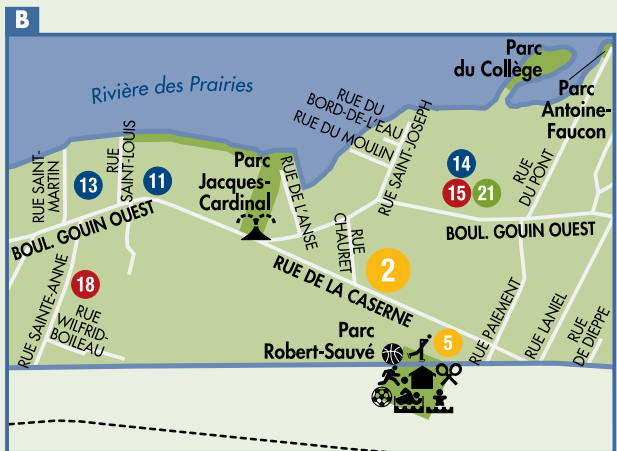 B
Parc
du Collège
Parc
Antoine-
Faucon
Rivière des Prairies
RUE DU
BORD-DE-L'EAU
RUE DU MOULIN
RUE SAINT-JOSEPH
RUE SAINT-
MARTIN
13
RUE
SAINT-LOUIS
11
Parc
Jacques-
Cardinal
RUE DE L'ANSE
14
15
21
RUE
DU PONT
BOUL. GOUIN OUEST
BOUL. GOUIN OUEST
RUE
CHAURET
2
RUE DE LA CASERNE
18
RUE SAINTE-ANNE
RUE
WILFRID-
BOILEAU
Parc
Robert-Sauvé
5
RUE PAIEMENT
RUE LANIEL
RUE
DE DIEPPE